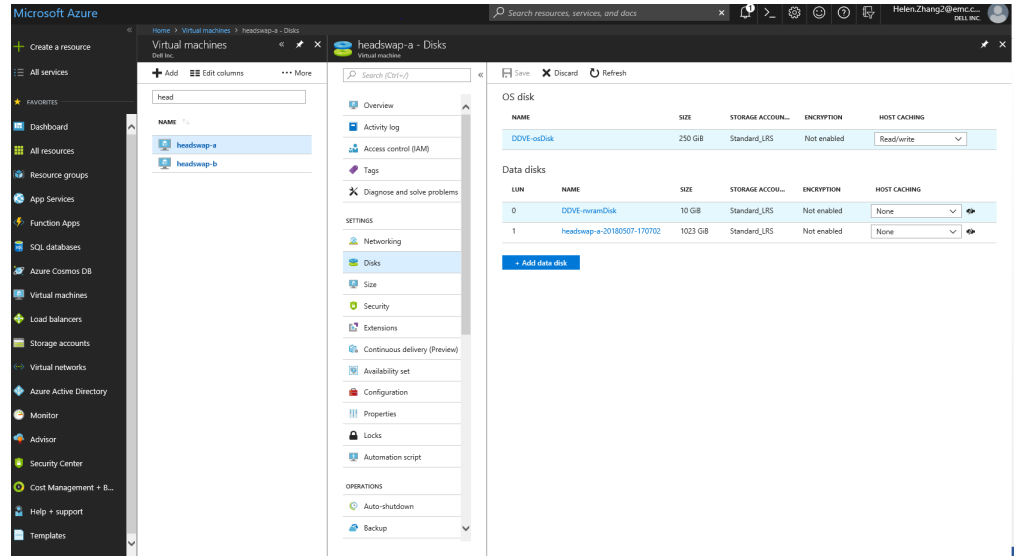 Microsoft Azure
Search resources, services, and docs
Helen.Zhang2@emc.c...
DELL INC.
Home > Virtual machines > headswap-a - Disks
Create a resource
All services
FAVORITES
Dashboard
All resources
Resource groups
App Services
Function Apps
SQL databases
Azure Cosmos DB
Virtual machines
Load balancers
Storage accounts
Virtual networks
Azure Active Directory
Monitor
Advisor
Security Center
Cost Management + B...
Help + support
Templates
Virtual machines
Dell Inc.
Add Edit columns ••• More
head
NAME
headswap-a
headswap-b
headswap-a - Disks
Virtual machine
Search (Ctrl+/)
Overview
Activity log
Access control (IAM)
Tags
Diagnose and solve problems
SETTINGS
Networking
Disks
Size
Security
Extensions
Continuous delivery (Preview)
Availability set
Configuration
Properties
Locks
Automation script
OPERATIONS
Auto-shutdown
Backup
Save Discard Refresh
OS disk
NAME SIZE STORAGE ACCOUN... ENCRYPTION HOST CACHING
DDVE-osDisk 250 GiB Standard_LRS Not enabled Read/write
Data disks
LUN NAME SIZE STORAGE ACCOU... ENCRYPTION HOST CACHING
0 DDVE-nvramDisk 10 GiB Standard_LRS Not enabled None
1 headswap-a-20180507-170702 1023 GiB Standard_LRS Not enabled None
+ Add data disk